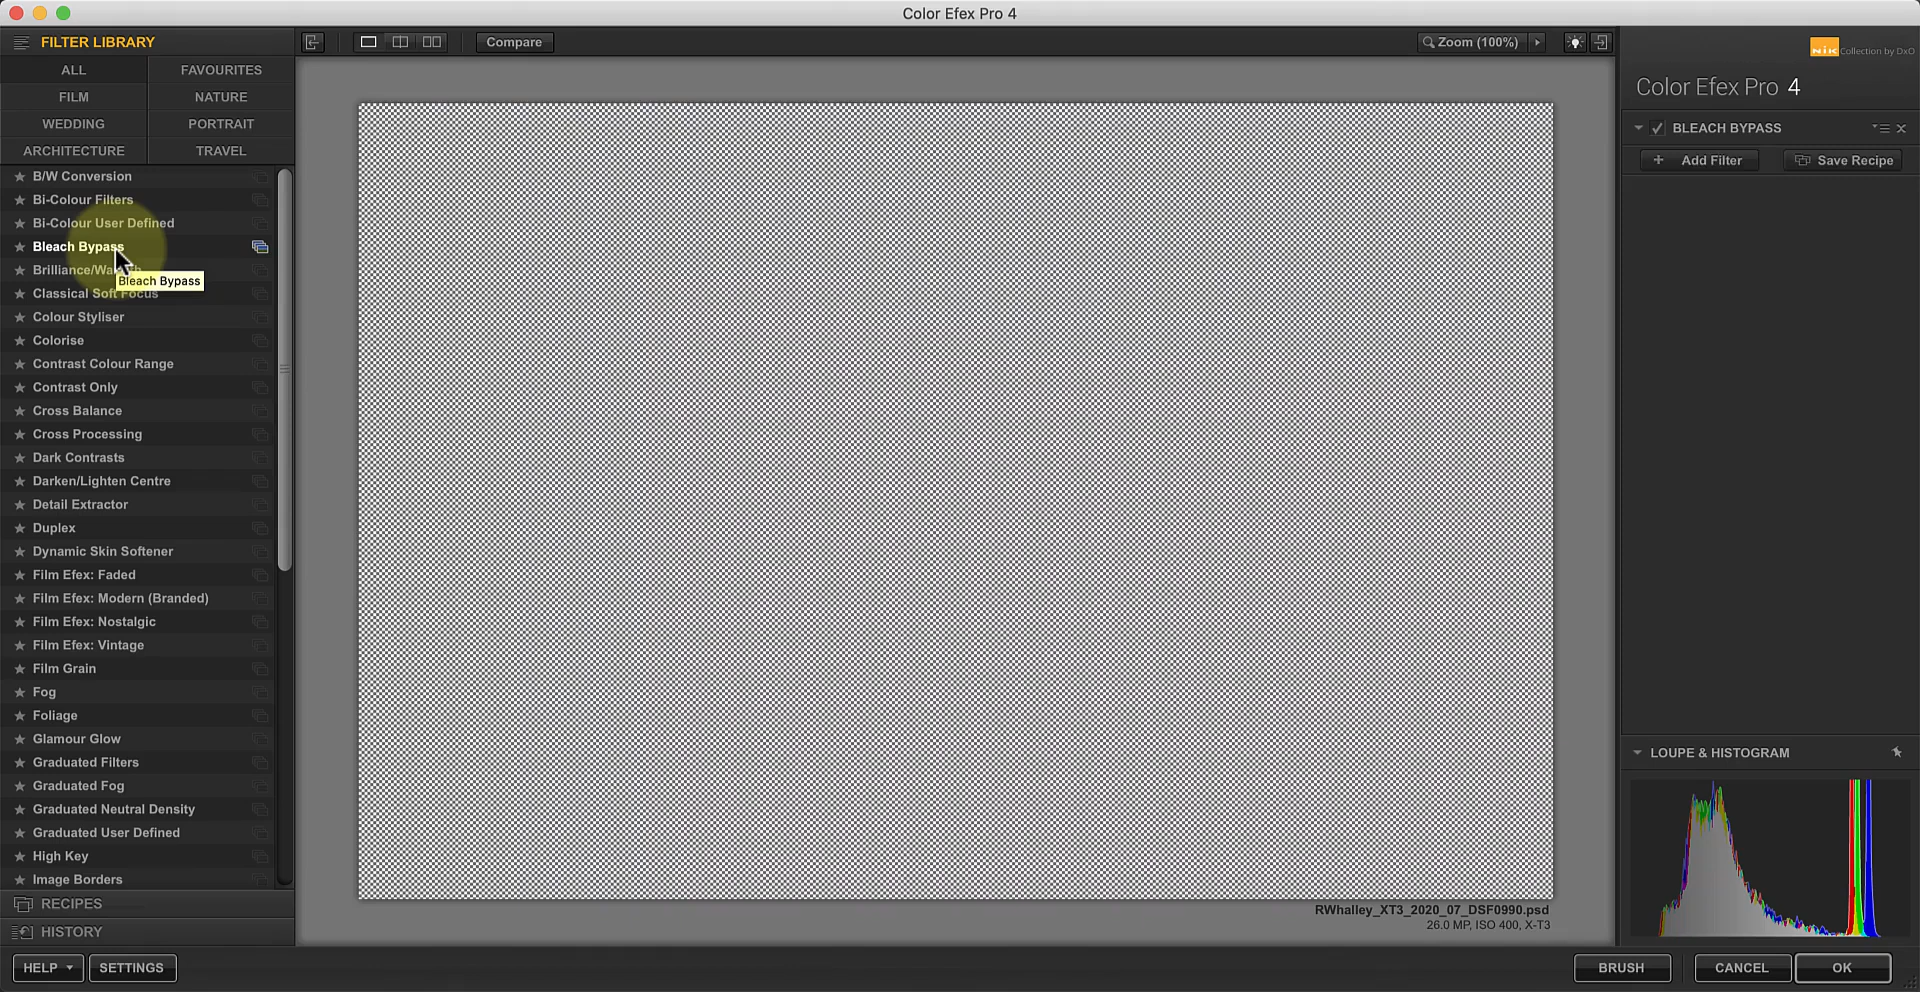 Color Efex Pro 4
FILTER LIBRARY
Compare
Zoom (100%)
Nik Collection by DxO
ALL
FAVOURITES
FILM
NATURE
WEDDING
PORTRAIT
ARCHITECTURE
TRAVEL
B/W Conversion
Bi-Colour Filters
Bi-Colour User Defined
Bleach Bypass
Brilliance/Wa
Bleach Bypass
Classical Soft Focus
Colour Styliser
Colorise
Contrast Colour Range
Contrast Only
Cross Balance
Cross Processing
Dark Contrasts
Darken/Lighten Centre
Detail Extractor
Duplex
Dynamic Skin Softener
Film Efex: Faded
Film Efex: Modern (Branded)
Film Efex: Nostalgic
Film Efex: Vintage
Film Grain
Fog
Foliage
Glamour Glow
Graduated Filters
Graduated Fog
Graduated Neutral Density
Graduated User Defined
High Key
Image Borders
RECIPES
HISTORY
HELP
SETTINGS
RWhalley_XT3_2020_07_DSF0990.psd
26.0 MP, ISO 400, X-T3
Color Efex Pro 4
BLEACH BYPASS
+ Add Filter
Save Recipe
LOUPE & HISTOGRAM
BRUSH
CANCEL
OK